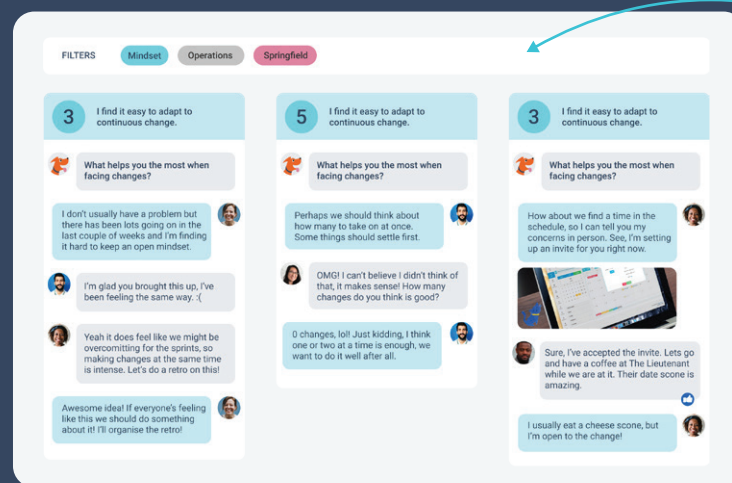 FILTERS
Mindset
Operations
Springfield
3
I find it easy to adapt to
continuous change.
What helps you the most when
facing changes?
I don't usually have a problem but
there has been lots going on in the
last couple of weeks and I'm finding
it hard to keep an open mindset.
I'm glad you brought this up, I've
been feeling the same way. :(
Yeah it does feel like we might be
overcomitting for the sprints, so
making changes at the same time
is intense. Let's do a retro on this!
Awesome idea! If everyone's feeling
like this we should do something
about it! I'll organise the retro!
5
I find it easy to adapt to
continuous change.
What helps you the most when
facing changes?
Perhaps we should think about
how many to take on at once.
Some things should settle first.
OMG! I can't believe I didn't think of
that, it makes sense! How many
changes do you think is good?
0 changes, lol! Just kidding, I think
one or two at a time is enough, we
want to do it well after all.
3
I find it easy to adapt to
continuous change.
What helps you the most when
facing changes?
How about we find a time in the
schedule, so I can tell you my
concerns in person. See, I'm setting
up an invite for you right now.
Sure, I've accepted the invite. Lets go
and have a coffee at The Lieutenant
while we are at it. Their date scone is
amazing.
I usually eat a cheese scone, but
I'm open to the change!